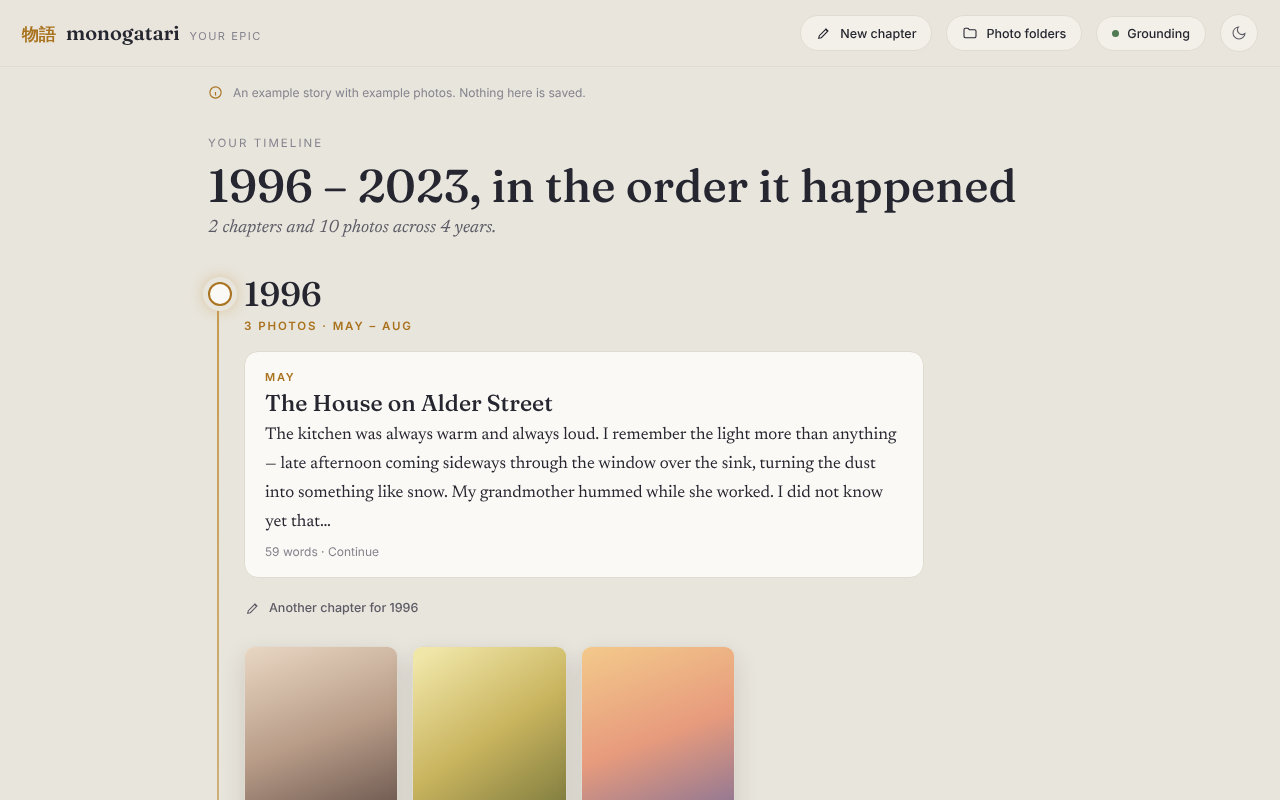 物語 monogatari YOUR EPIC
New chapter
Photo folders
Grounding
An example story with example photos. Nothing here is saved.
YOUR TIMELINE
1996 – 2023, in the order it happened
2 chapters and 10 photos across 4 years.
1996
3 PHOTOS · MAY – AUG
MAY
The House on Alder Street
The kitchen was always warm and always loud. I remember the light more than anything
— late afternoon coming sideways through the window over the sink, turning the dust
into something like snow. My grandmother hummed while she worked. I did not know
yet that…
59 words · Continue
Another chapter for 1996